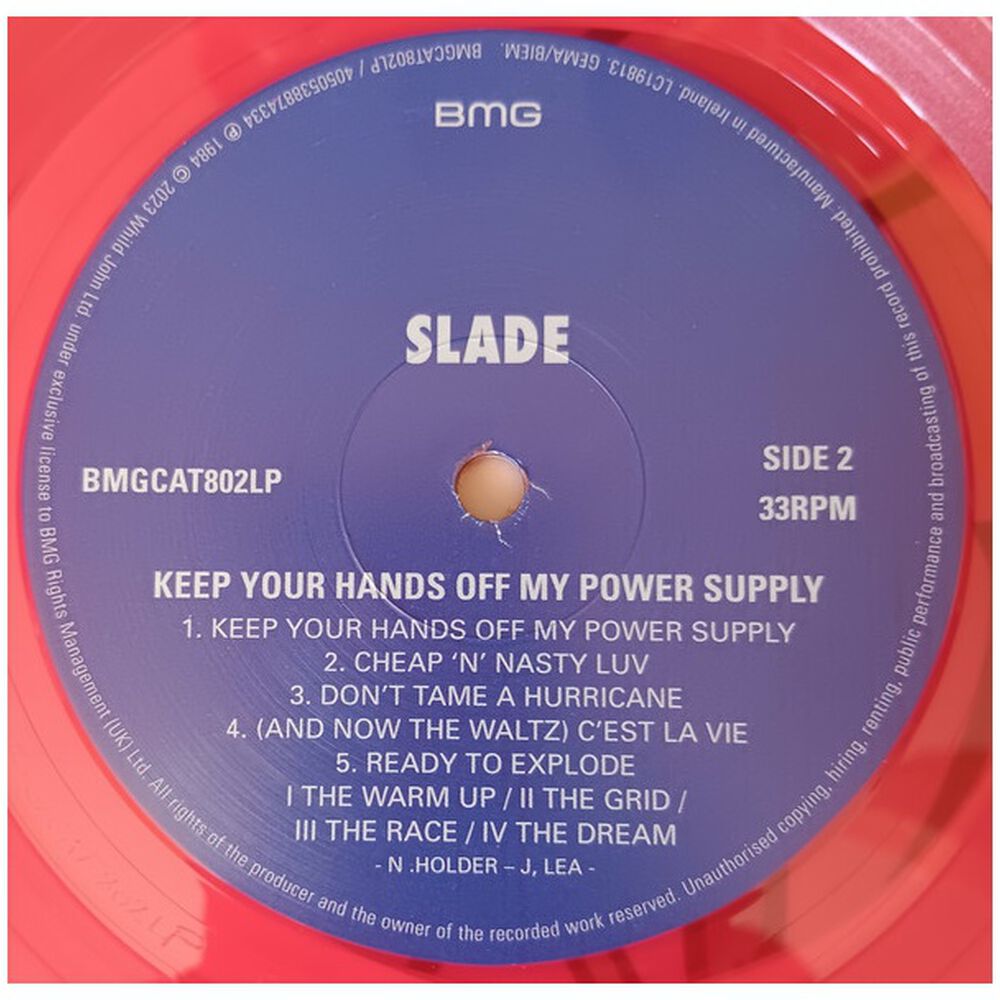 BMG
SLADE
BMGCAT802LP
SIDE 2
33RPM
KEEP YOUR HANDS OFF MY POWER SUPPLY
1. KEEP YOUR HANDS OFF MY POWER SUPPLY
2. CHEAP ‘N’ NASTY LUV
3. DON’T TAME A HURRICANE
4. (AND NOW THE WALTZ) C’EST LA VIE
5. READY TO EXPLODE
I THE WARM UP / II THE GRID /
III THE RACE / IV THE DREAM
- N .HOLDER – J, LEA -
BMGCAT802LP / 4050538874334 ℗ 1984 © 2023 Whild John Ltd. under exclusive license to BMG Rights Management (UK) Ltd. All rights of the producer and the owner of the recorded work reserved. Unauthorised copying, hiring, renting, public performance and broadcasting of this record prohibited. Manufactured in Ireland. LC19813. GEMA/BIEM.